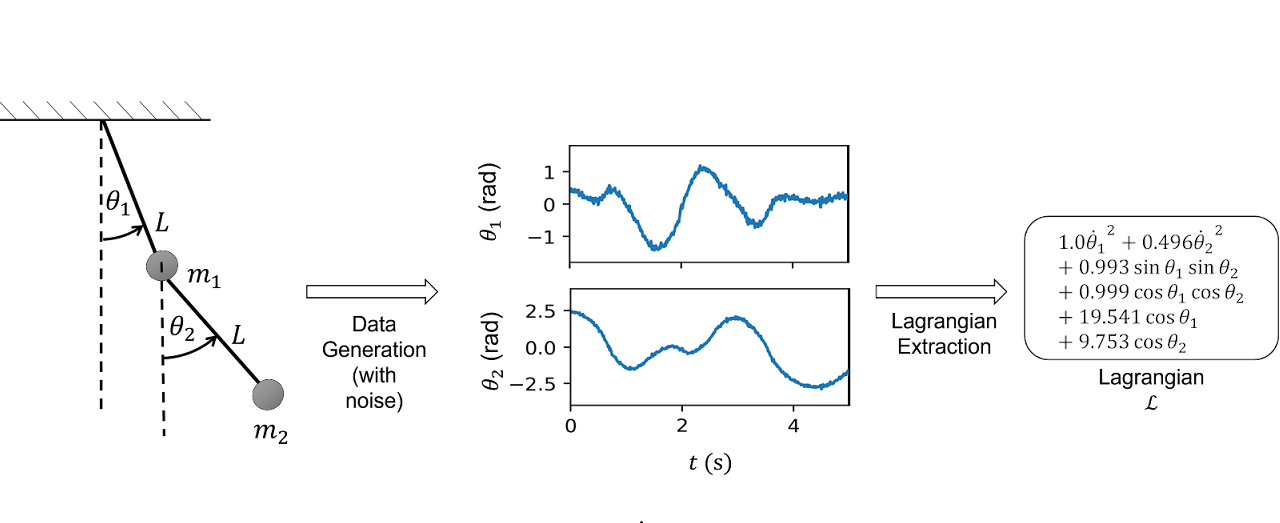 θ₁
L
m₁
θ₂
L
m₂
Data
Generation
(with
noise)
θ₁ (rad)
1
0
−1
θ₂ (rad)
2.5
0.0
−2.5
0
2
4
t (s)
Lagrangian
Extraction
1.0θ̇₁² + 0.496θ̇₂²
+ 0.993 sin θ₁ sin θ₂
+ 0.999 cos θ₁ cos θ₂
+ 19.541 cos θ₁
+ 9.753 cos θ₂
Lagrangian
ℒ